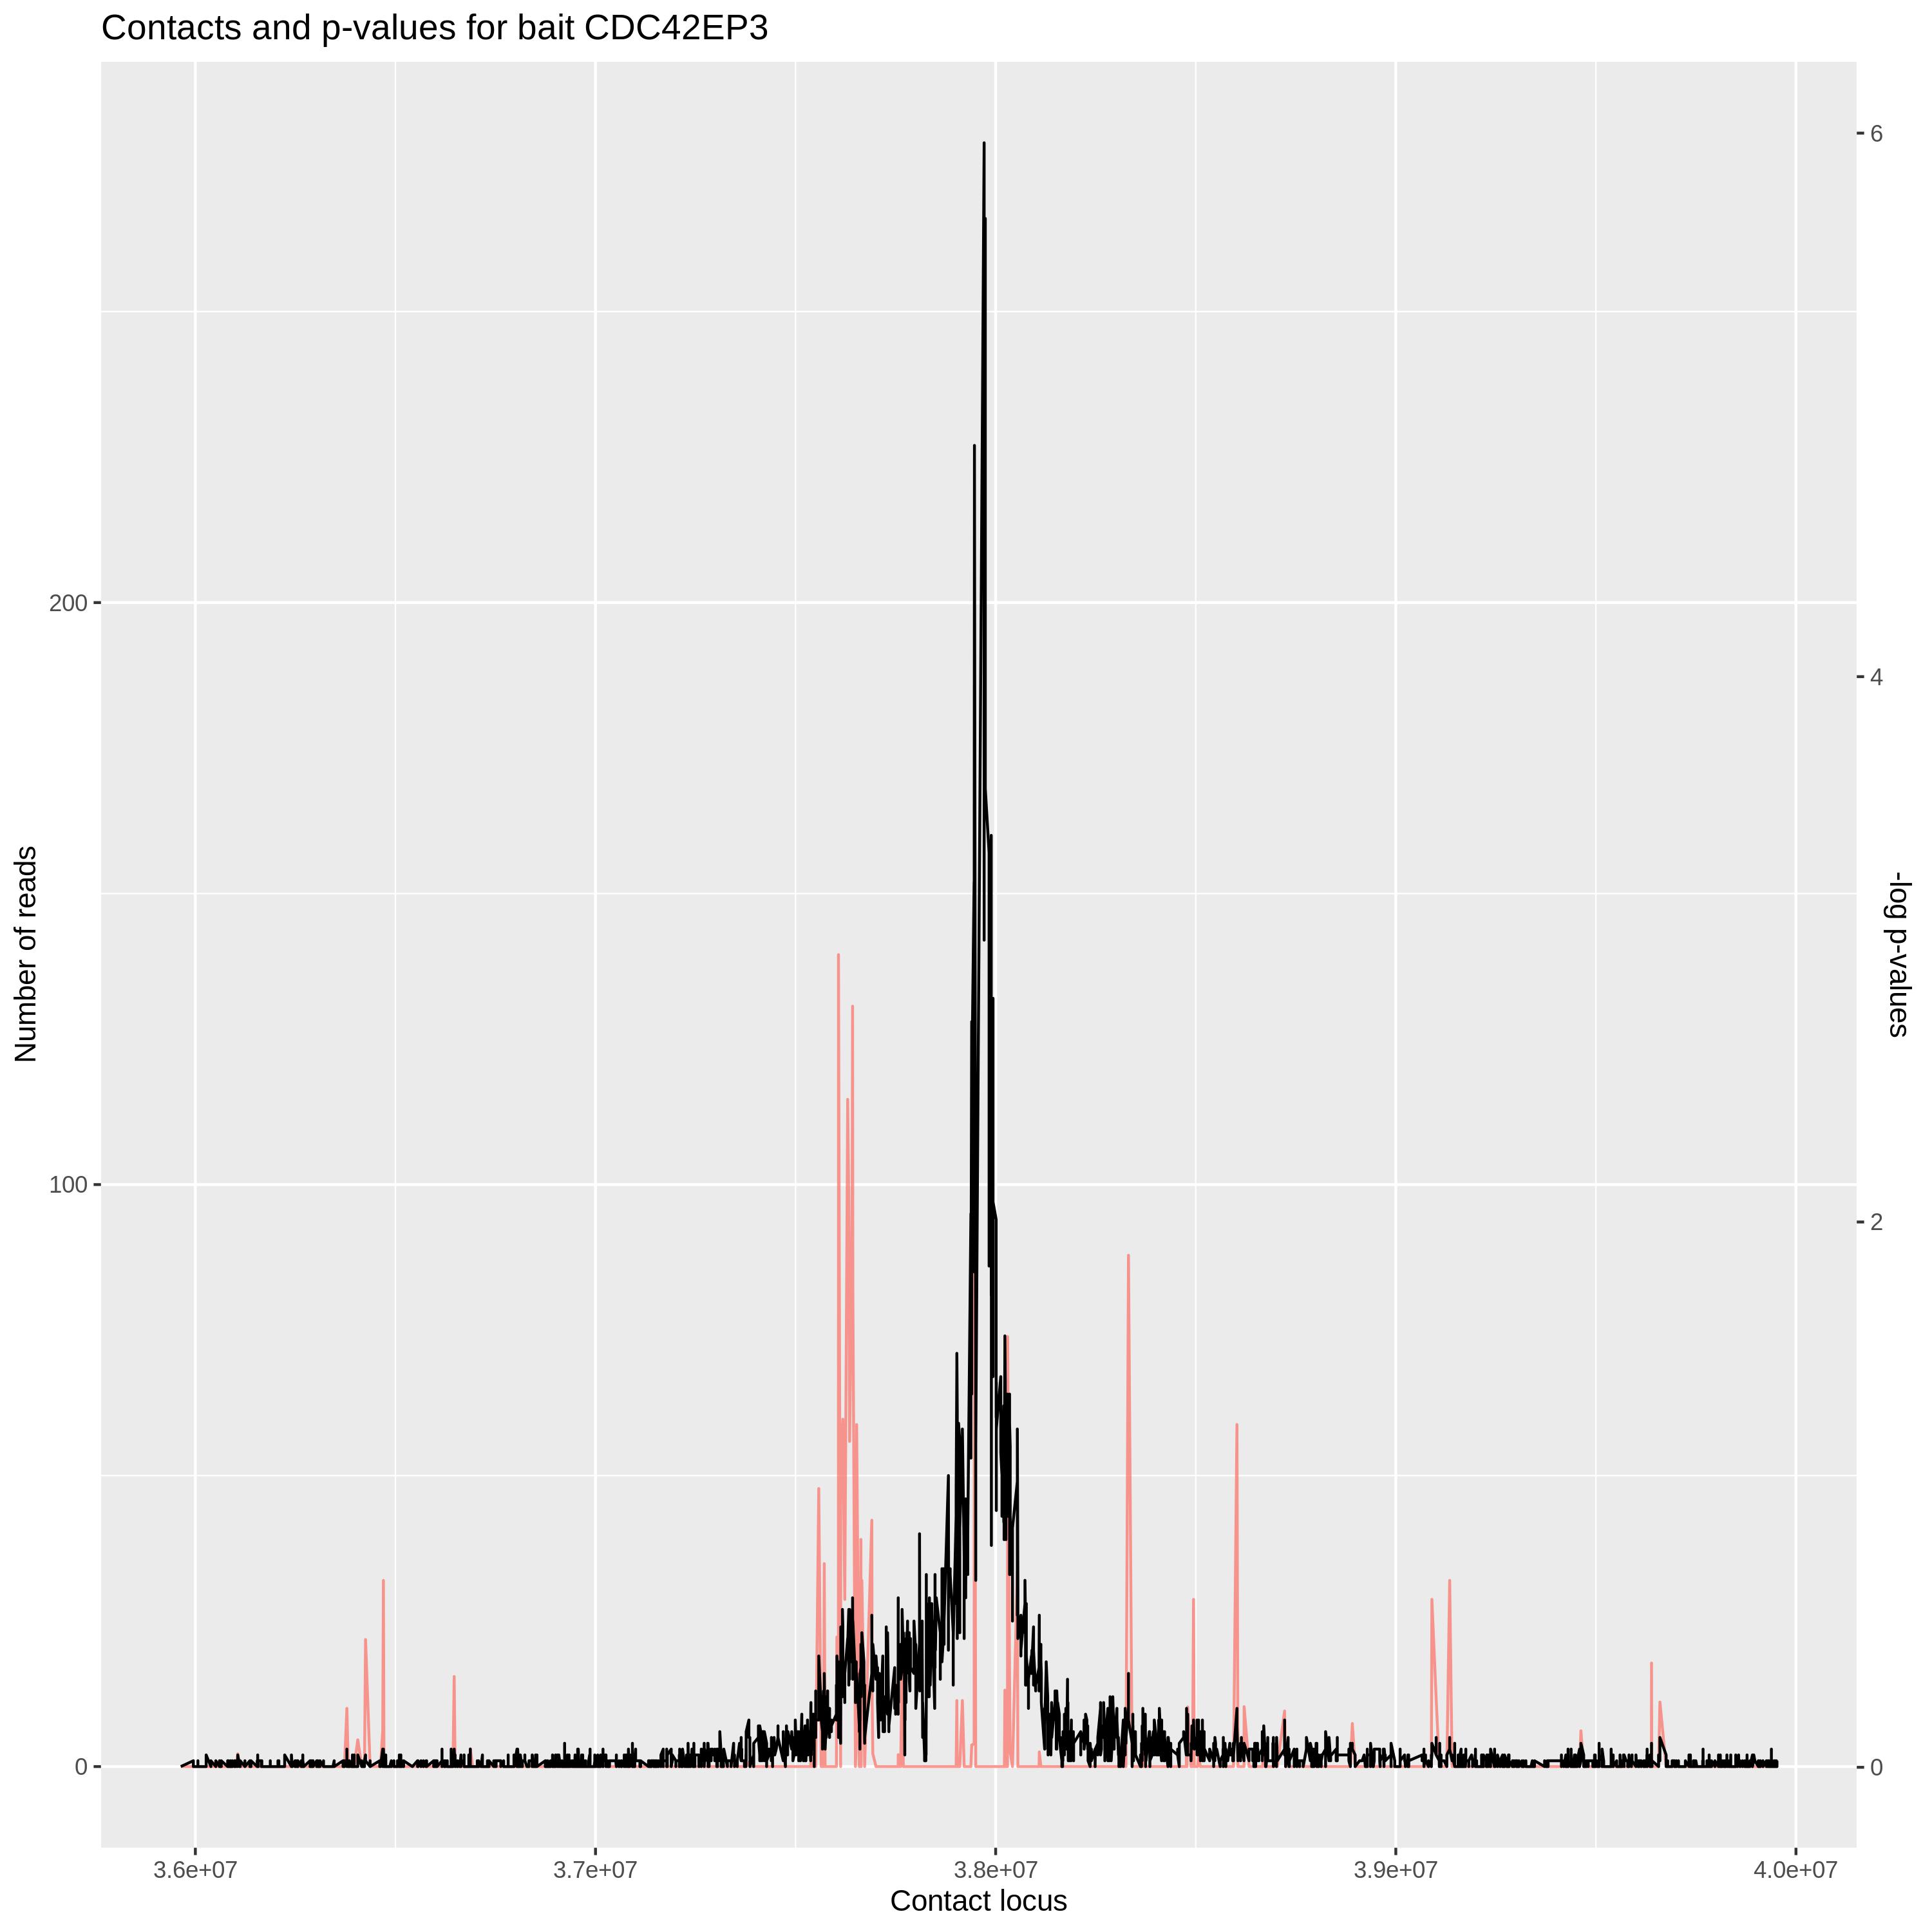 Contacts and p-values for bait CDC42EP3
Number of reads
200
100
0
6
4
2
0
-log p-values
3.6e+07
3.7e+07
3.8e+07
3.9e+07
4.0e+07
Contact locus